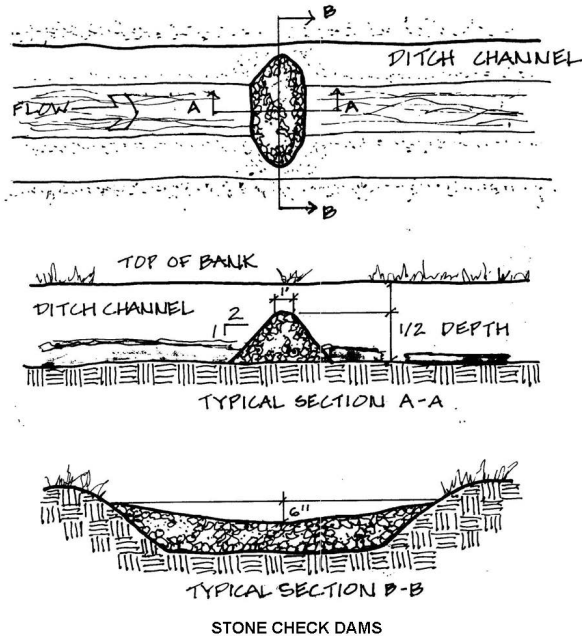 B
DITCH CHANNEL
FLOW
A
A
B
TOP OF BANK
1'
DITCH CHANNEL
2
1
1/2 DEPTH
TYPICAL SECTION A-A
6"
TYPICAL SECTION B-B
STONE CHECK DAMS